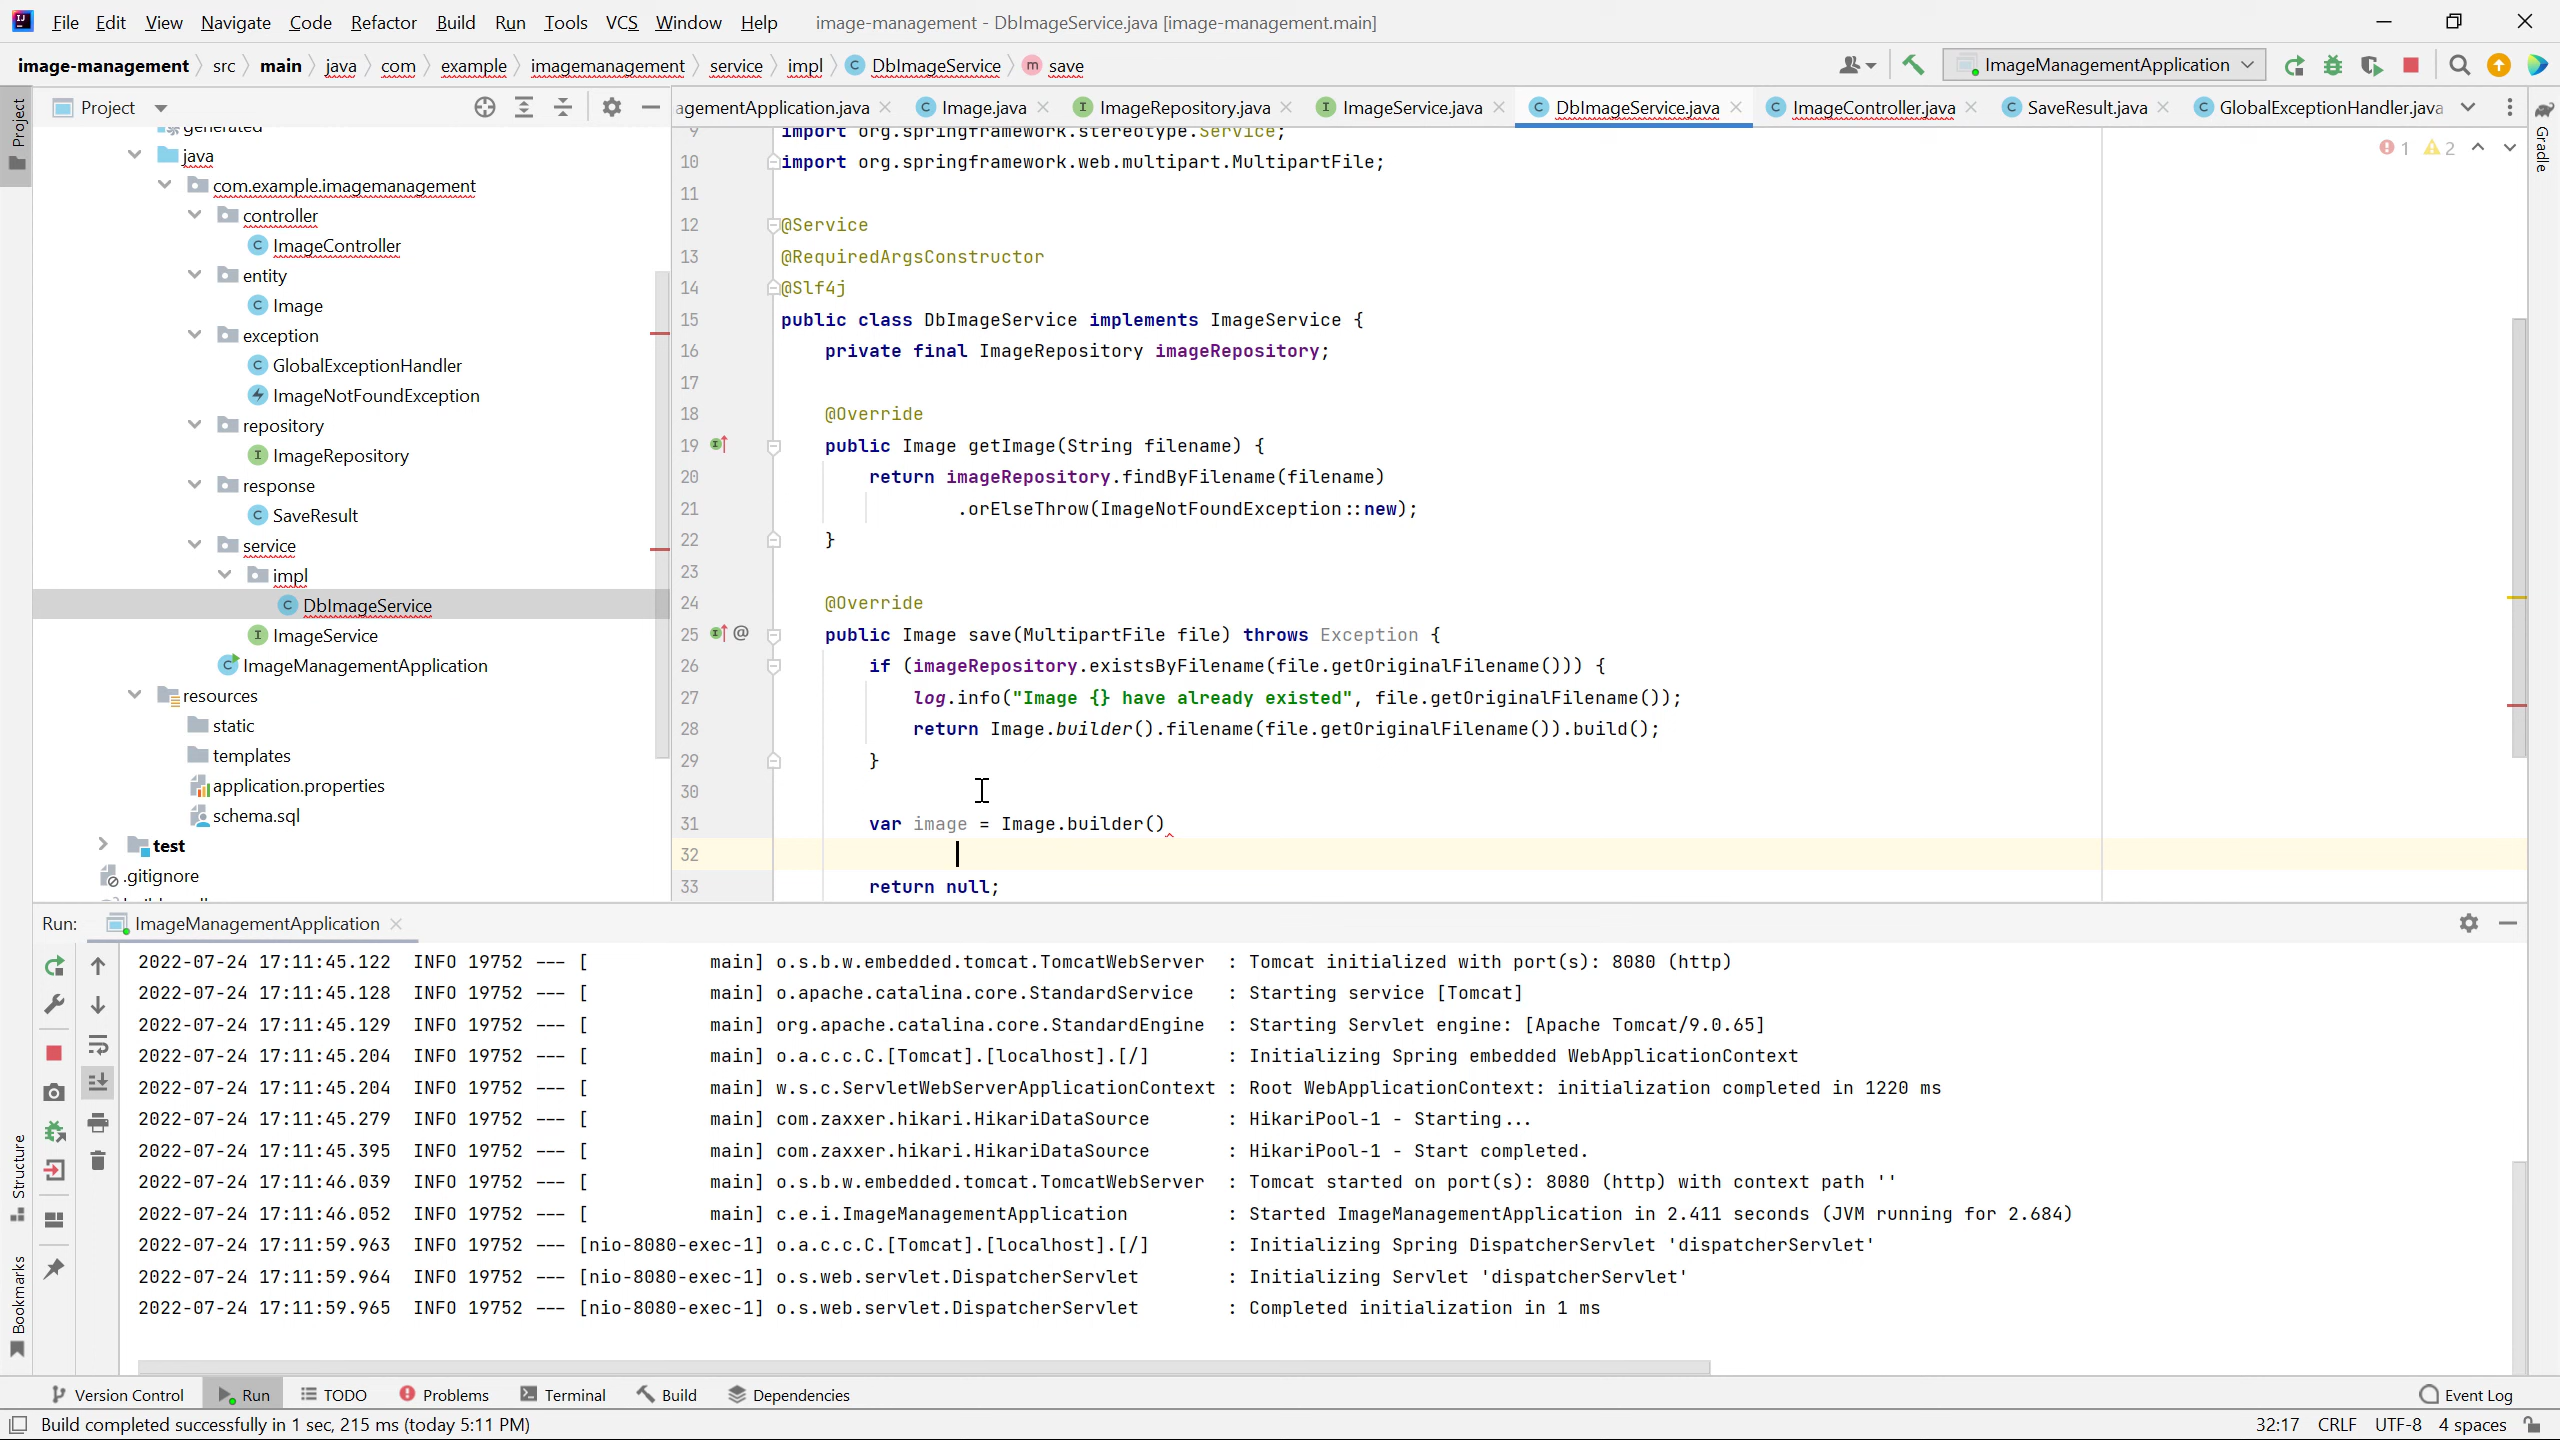 File Edit View Navigate Code Refactor Build Run Tools VCS Window Help image-management - DbImageService.java [image-management.main]
image-management src main java com example imagemanagement service impl DbImageService save ImageManagementApplication
Project agementApplication.java Image.java ImageRepository.java ImageService.java DbImageService.java ImageController.java SaveResult.java GlobalExceptionHandler.java
Project
Gradle
generated
java
com.example.imagemanagement
controller
ImageController
entity
Image
exception
GlobalExceptionHandler
ImageNotFoundException
repository
ImageRepository
response
SaveResult
service
impl
DbImageService
ImageService
ImageManagementApplication
resources
static
templates
application.properties
schema.sql
test
.gitignore
1 2
9 import org.springframework.stereotype.Service;
10 import org.springframework.web.multipart.MultipartFile;
11
12 @Service
13 @RequiredArgsConstructor
14 @Slf4j
15 public class DbImageService implements ImageService {
16 private final ImageRepository imageRepository;
17
18 @Override
19 public Image getImage(String filename) {
20 return imageRepository.findByFilename(filename)
21 .orElseThrow(ImageNotFoundException::new);
22 }
23
24 @Override
25 @ public Image save(MultipartFile file) throws Exception {
26 if (imageRepository.existsByFilename(file.getOriginalFilename())) {
27 log.info("Image {} have already existed", file.getOriginalFilename());
28 return Image.builder().filename(file.getOriginalFilename()).build();
29 }
30
31 var image = Image.builder()
32
33 return null;
Run: ImageManagementApplication
2022-07-24 17:11:45.122 INFO 19752 --- [ main] o.s.b.w.embedded.tomcat.TomcatWebServer : Tomcat initialized with port(s): 8080 (http)
2022-07-24 17:11:45.128 INFO 19752 --- [ main] o.apache.catalina.core.StandardService : Starting service [Tomcat]
2022-07-24 17:11:45.129 INFO 19752 --- [ main] org.apache.catalina.core.StandardEngine : Starting Servlet engine: [Apache Tomcat/9.0.65]
2022-07-24 17:11:45.204 INFO 19752 --- [ main] o.a.c.c.C.[Tomcat].[localhost].[/] : Initializing Spring embedded WebApplicationContext
2022-07-24 17:11:45.204 INFO 19752 --- [ main] w.s.c.ServletWebServerApplicationContext : Root WebApplicationContext: initialization completed in 1220 ms
2022-07-24 17:11:45.279 INFO 19752 --- [ main] com.zaxxer.hikari.HikariDataSource : HikariPool-1 - Starting...
2022-07-24 17:11:45.395 INFO 19752 --- [ main] com.zaxxer.hikari.HikariDataSource : HikariPool-1 - Start completed.
2022-07-24 17:11:46.039 INFO 19752 --- [ main] o.s.b.w.embedded.tomcat.TomcatWebServer : Tomcat started on port(s): 8080 (http) with context path ''
2022-07-24 17:11:46.052 INFO 19752 --- [ main] c.e.i.ImageManagementApplication : Started ImageManagementApplication in 2.411 seconds (JVM running for 2.684)
2022-07-24 17:11:59.963 INFO 19752 --- [nio-8080-exec-1] o.a.c.c.C.[Tomcat].[localhost].[/] : Initializing Spring DispatcherServlet 'dispatcherServlet'
2022-07-24 17:11:59.964 INFO 19752 --- [nio-8080-exec-1] o.s.web.servlet.DispatcherServlet : Initializing Servlet 'dispatcherServlet'
2022-07-24 17:11:59.965 INFO 19752 --- [nio-8080-exec-1] o.s.web.servlet.DispatcherServlet : Completed initialization in 1 ms
Structure
Bookmarks
Version Control Run TODO Problems Terminal Build Dependencies Event Log
Build completed successfully in 1 sec, 215 ms (today 5:11 PM) 32:17 CRLF UTF-8 4 spaces